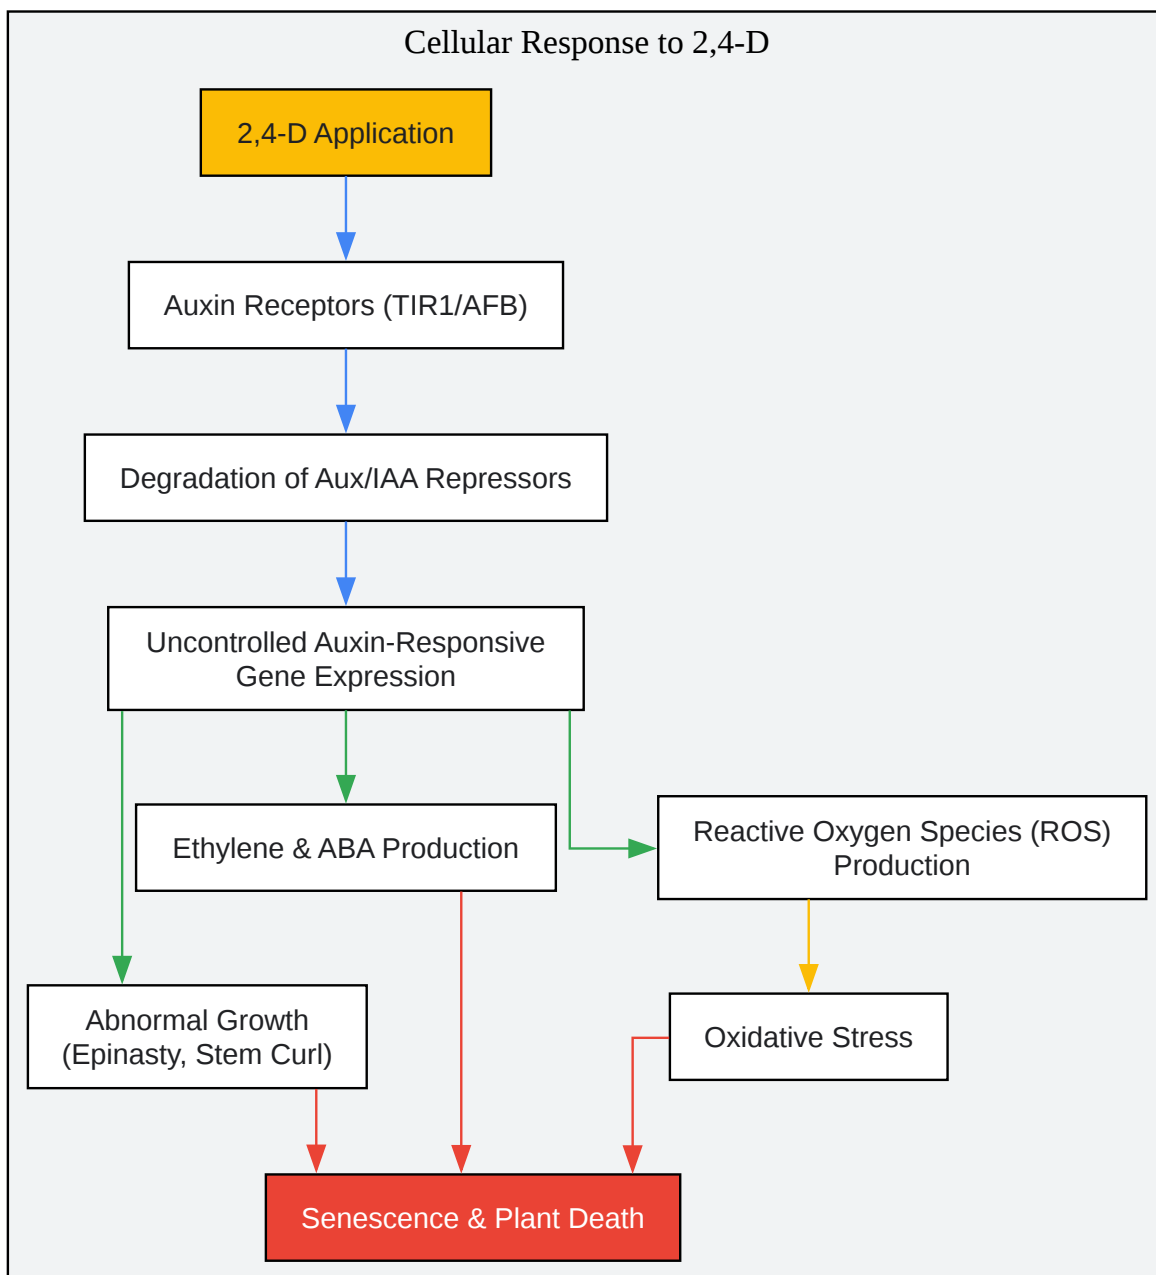 Cellular Response to 2,4-D
2,4-D Application
Auxin Receptors (TIR1/AFB)
Degradation of Aux/IAA Repressors
Uncontrolled Auxin-Responsive
Gene Expression
Ethylene & ABA Production
Reactive Oxygen Species (ROS)
Production
Abnormal Growth
(Epinasty, Stem Curl)
Oxidative Stress
Senescence & Plant Death